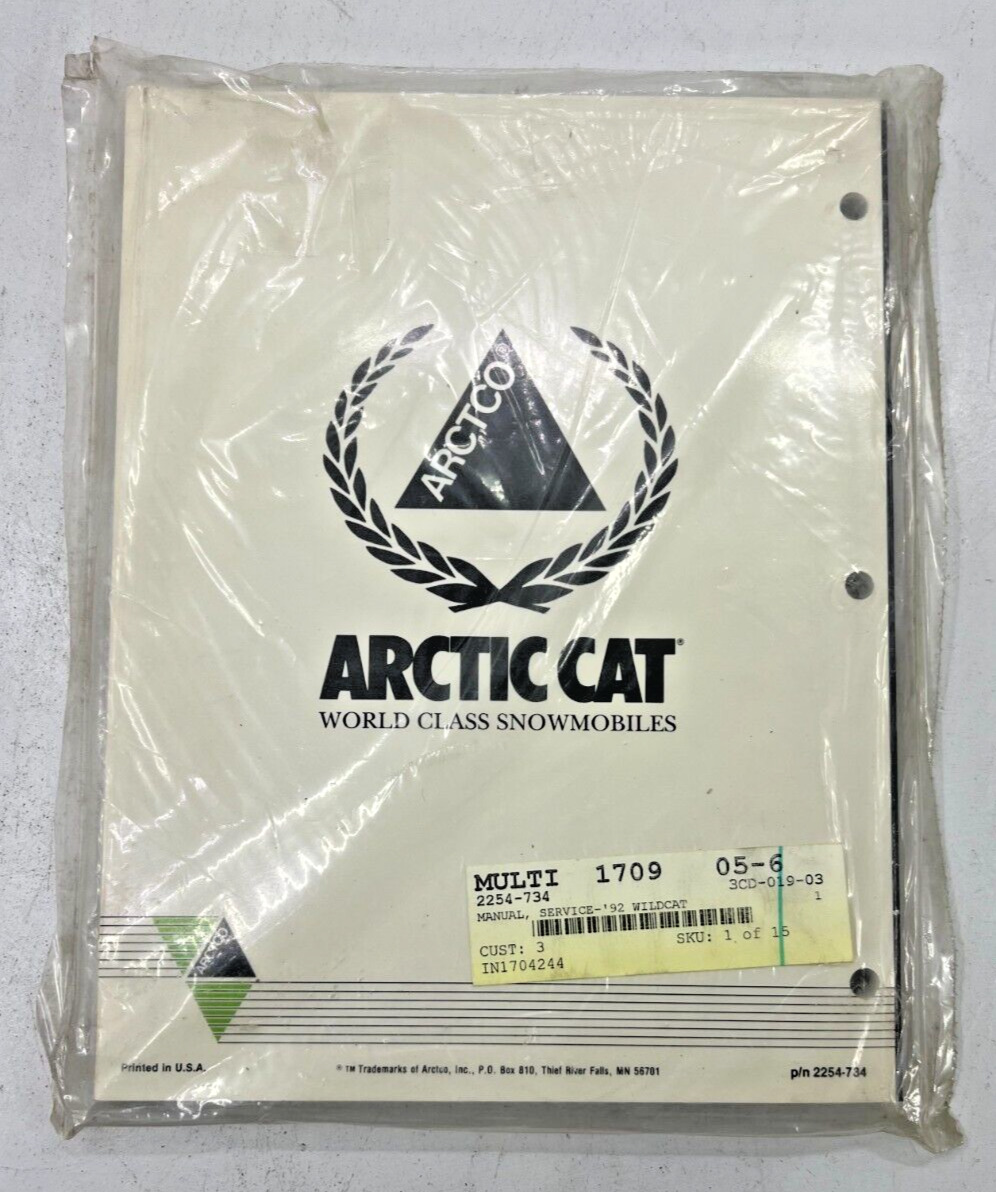 ARCTCO®
ARCTIC CAT®
WORLD CLASS SNOWMOBILES
MULTI 1709 05-6
2254-734 3CD-019-03
MANUAL, SERVICE-'92 WILDCAT 1
CUST: 3 SKU: 1 of 15
IN1704244
ARCTCO
Printed in U.S.A. ® TM Trademarks of Arctco, Inc., P.O. Box 810, Thief River Falls, MN 56701 p/n 2254-734